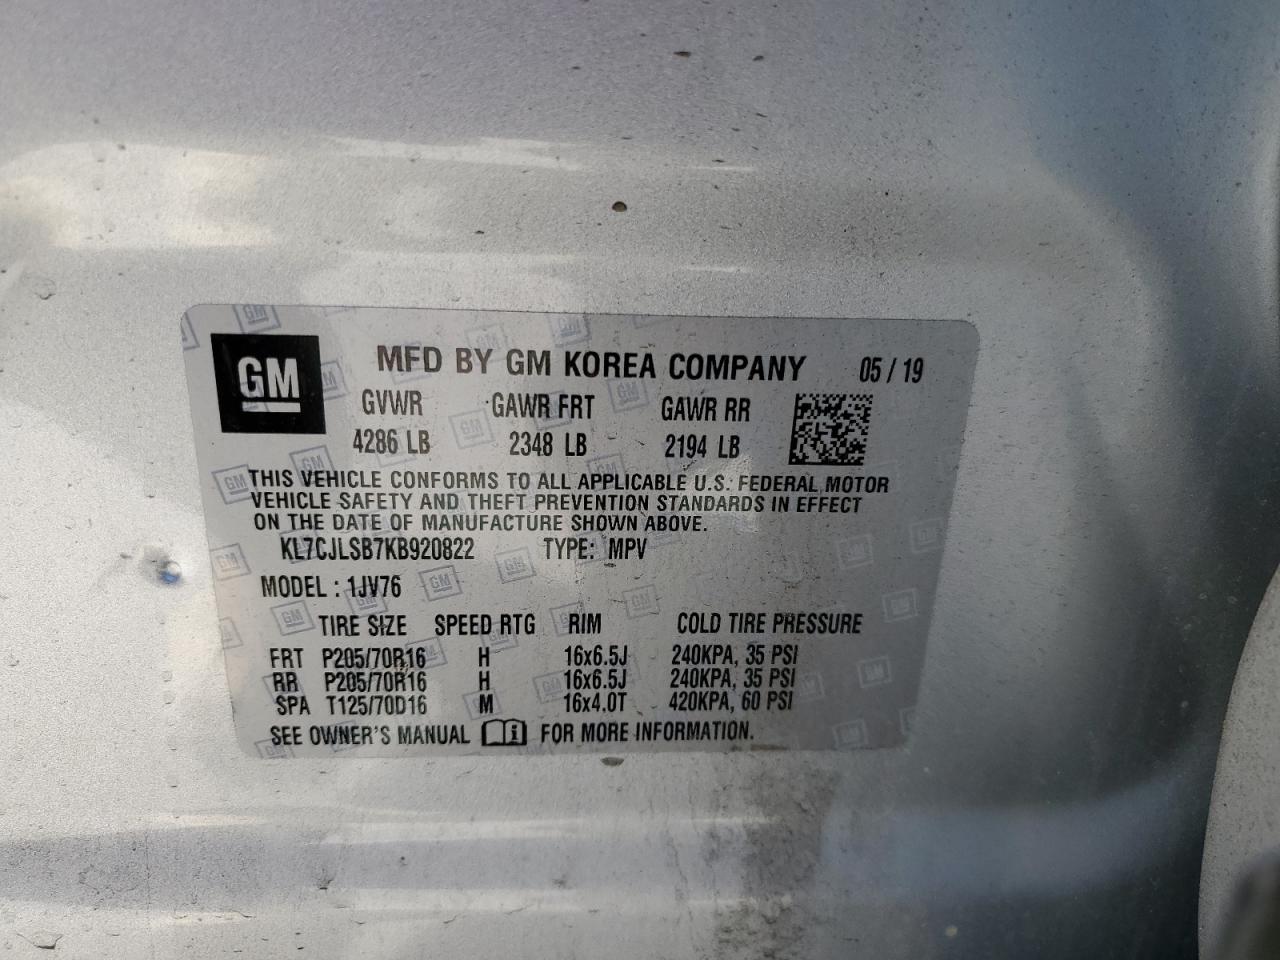 GM MFD BY GM KOREA COMPANY 05 / 19
GVWR GAWR FRT GAWR RR
4286 LB 2348 LB 2194 LB
THIS VEHICLE CONFORMS TO ALL APPLICABLE U.S. FEDERAL MOTOR
VEHICLE SAFETY AND THEFT PREVENTION STANDARDS IN EFFECT
ON THE DATE OF MANUFACTURE SHOWN ABOVE.
KL7CJLSB7KB920822 TYPE: MPV
MODEL : 1JV76
TIRE SIZE SPEED RTG RIM COLD TIRE PRESSURE
FRT P205/70R16 H 16x6.5J 240KPA, 35 PSI
RR P205/70R16 H 16x6.5J 240KPA, 35 PSI
SPA T125/70D16 M 16x4.0T 420KPA, 60 PSI
SEE OWNER'S MANUAL i FOR MORE INFORMATION.